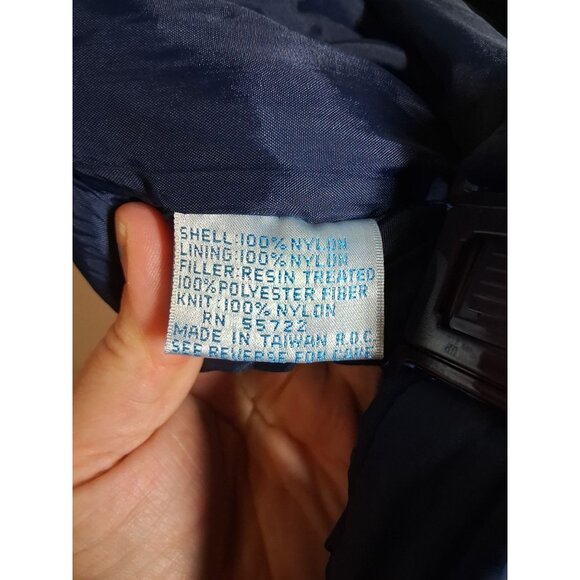 SHELL:100% NYLON
LINING:100% NYLON
FILLER:RESIN TREATED
100% POLYESTER FIBER
KNIT:100% NYLON
RN 55722
MADE IN TAIWAN R.O.C.
SEE REVERSE FOR CARE